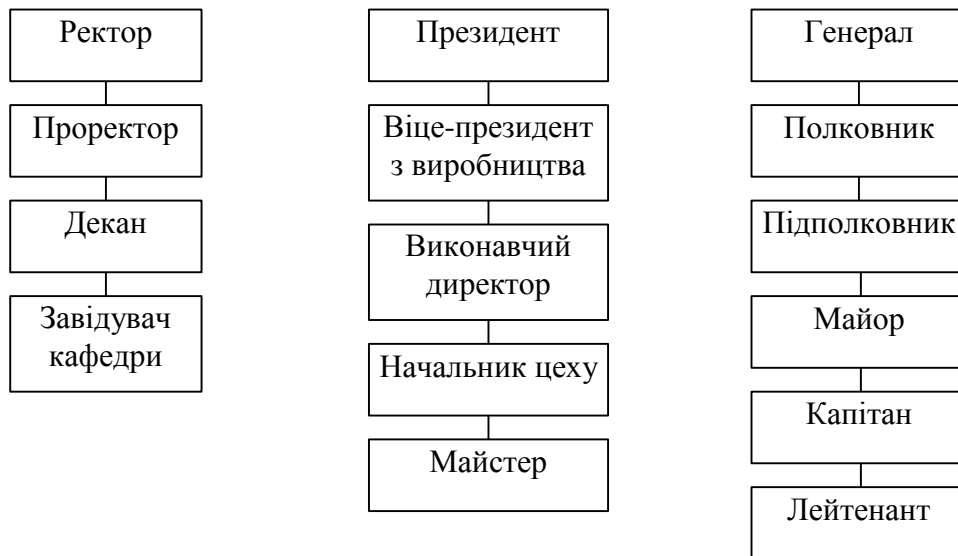 Ректор
Проректор
Декан
Завідувач
кафедри
Президент
Віце-президент
з виробництва
Виконавчий
директор
Начальник цеху
Майстер
Генерал
Полковник
Підполковник
Майор
Капітан
Лейтенант